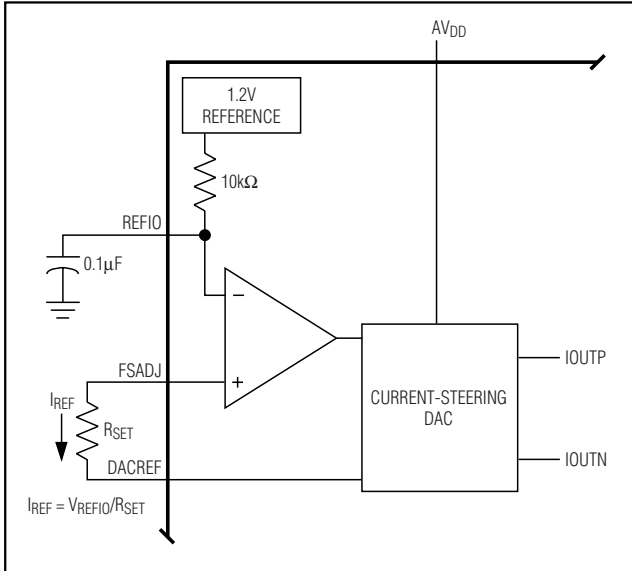 AVDD
1.2V
REFERENCE
10kΩ
REFIO
0.1µF
−
FSADJ
+
IREF
RSET
CURRENT-STEERING
DAC
IOUTP
DACREF
IOUTN
IREF = VREFIO/RSET